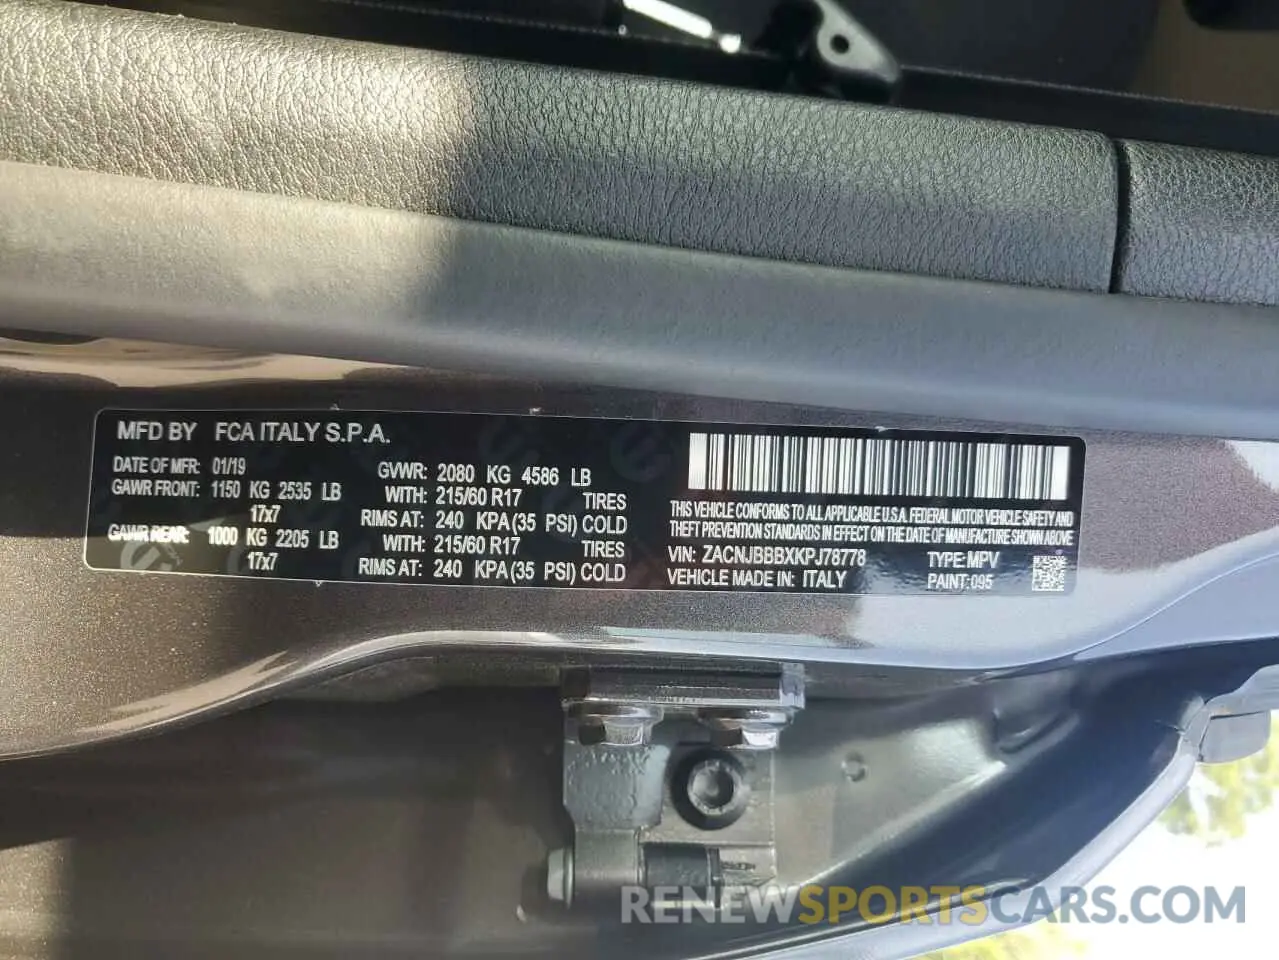 MFD BY FCA ITALY S.P.A.
DATE OF MFR: 01/19 GVWR: 2080 KG 4586 LB
GAWR FRONT: 1150 KG 2535 LB WITH: 215/60 R17 TIRES
17x7 RIMS AT: 240 KPA (35 PSI) COLD
GAWR REAR: 1000 KG 2205 LB WITH: 215/60 R17 TIRES
17x7 RIMS AT: 240 KPA (35 PSI) COLD
THIS VEHICLE CONFORMS TO ALL APPLICABLE U.S.A. FEDERAL MOTOR VEHICLE SAFETY AND
THEFT PREVENTION STANDARDS IN EFFECT ON THE DATE OF MANUFACTURE SHOWN ABOVE
VIN: ZACNJBBBXKPJ78778 TYPE: MPV
VEHICLE MADE IN: ITALY PAINT: 095
RENEWSPORTSCARS.COM